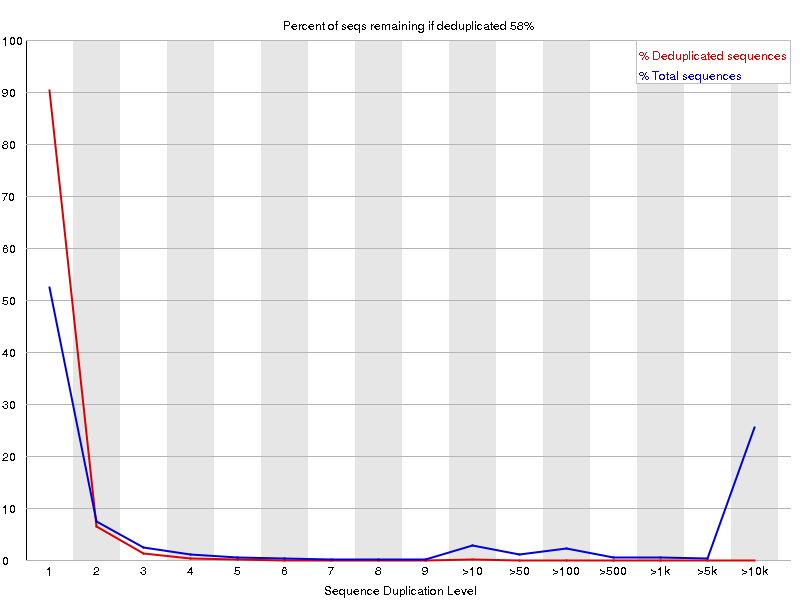 Percent of seqs remaining if deduplicated 58%
% Deduplicated sequences
% Total sequences
100
90
80
70
60
50
40
30
20
10
0
1 2 3 4 5 6 7 8 9 >10 >50 >100 >500 >1k >5k >10k
Sequence Duplication Level